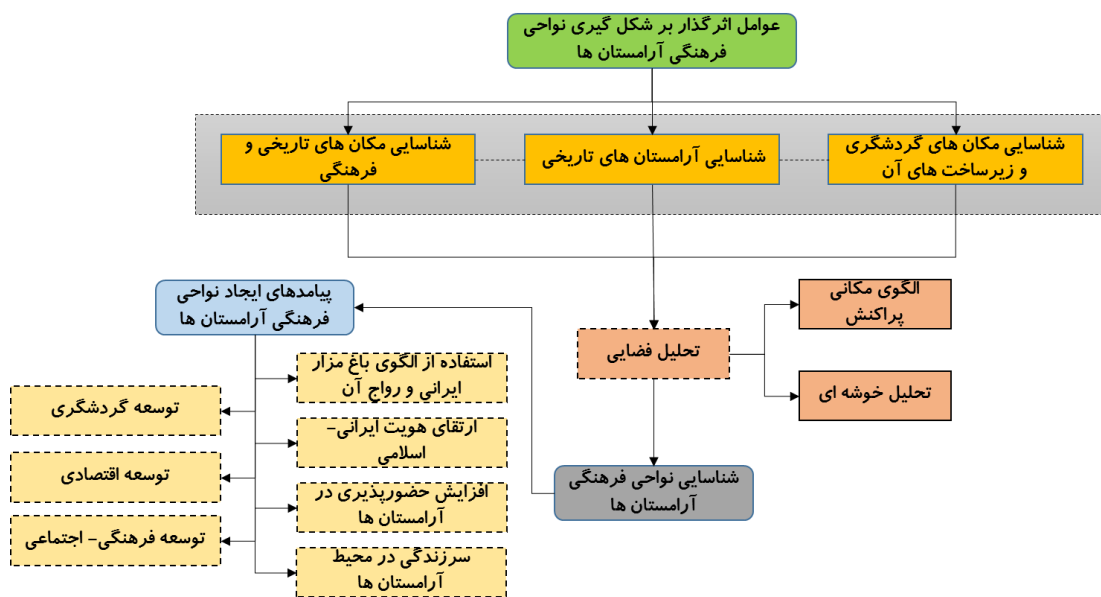 عوامل اثرگذار بر شکل گیری نواحی
فرهنگی آرامستان ها
شناسایی مکان های گردشگری
و زیرساخت های آن
شناسایی آرامستان های تاریخی
شناسایی مکان های تاریخی و
فرهنگی
الگوی مکانی
پراکنش
تحلیل فضایی
تحلیل خوشه ای
شناسایی نواحی فرهنگی
آرامستان ها
پیامدهای ایجاد نواحی
فرهنگی آرامستان ها
استفاده از الگوی باغ مزار
ایرانی و رواج آن
ارتقای هویت ایرانی-
اسلامی
افزایش حضورپذیری در
آرامستان ها
سرزندگی در محیط
آرامستان ها
توسعه گردشگری
توسعه اقتصادی
توسعه فرهنگی- اجتماعی